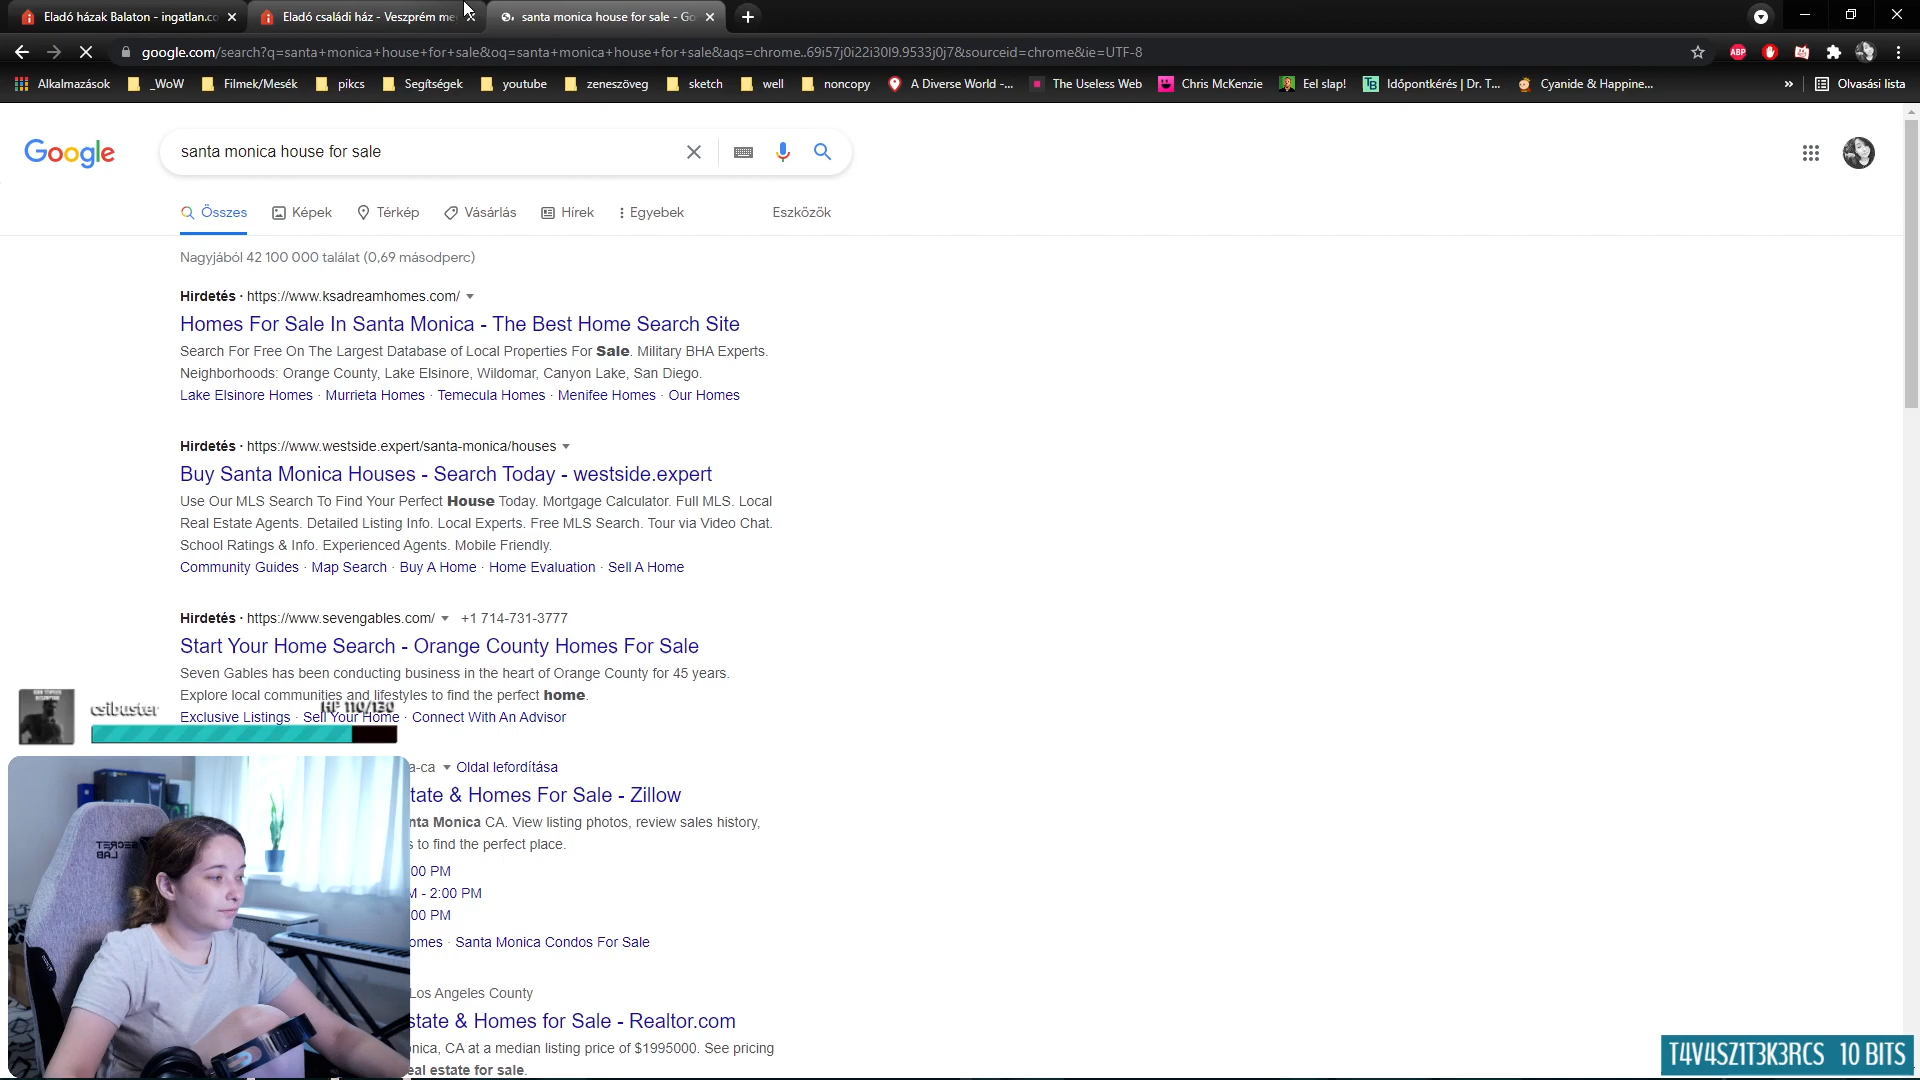 Eladó házak Balaton - ingatlan.co
Eladó családi ház - Veszprém me
santa monica house for sale - Go
google.com/search?q=santa+monica+house+for+sale&oq=santa+monica+house+for+sale&aqs=chrome..69i57j0i22i30l9.9533j0j7&sourceid=chrome&ie=UTF-8
ABP
Alkalmazások
_WoW
Filmek/Mesék
pikcs
Segítségek
youtube
zeneszöveg
sketch
well
noncopy
A Diverse World -...
The Useless Web
Chris McKenzie
Eel slap!
Időpontkérés | Dr. T...
Cyanide & Happine...
»
Olvasási lista
Google
santa monica house for sale
Összes
Képek
Térkép
Vásárlás
Hírek
Egyebek
Eszközök
Nagyjából 42 100 000 találat (0,69 másodperc)
Hirdetés · https://www.ksadreamhomes.com/
Homes For Sale In Santa Monica - The Best Home Search Site
Search For Free On The Largest Database of Local Properties For Sale. Military BHA Experts.
Neighborhoods: Orange County, Lake Elsinore, Wildomar, Canyon Lake, San Diego.
Lake Elsinore Homes · Murrieta Homes · Temecula Homes · Menifee Homes · Our Homes
Hirdetés · https://www.westside.expert/santa-monica/houses
Buy Santa Monica Houses - Search Today - westside.expert
Use Our MLS Search To Find Your Perfect House Today. Mortgage Calculator. Full MLS. Local
Real Estate Agents. Detailed Listing Info. Local Experts. Free MLS Search. Tour via Video Chat.
School Ratings & Info. Experienced Agents. Mobile Friendly.
Community Guides · Map Search · Buy A Home · Home Evaluation · Sell A Home
Hirdetés · https://www.sevengables.com/ +1 714-731-3777
Start Your Home Search - Orange County Homes For Sale
Seven Gables has been conducting business in the heart of Orange County for 45 years.
Explore local communities and lifestyles to find the perfect home.
Exclusive Listings · Sell Your Home · Connect With An Advisor
csibuster
HP 110/130
a-ca Oldal lefordítása
tate & Homes For Sale - Zillow
nta Monica CA. View listing photos, review sales history,
s to find the perfect place.
00 PM
M - 2:00 PM
00 PM
omes · Santa Monica Condos For Sale
Los Angeles County
state & Homes for Sale - Realtor.com
onica, CA at a median listing price of $1995000. See pricing
eal estate for sale.
SECRET
LAB
T4V4SZ1T3K3RCS 10 BITS